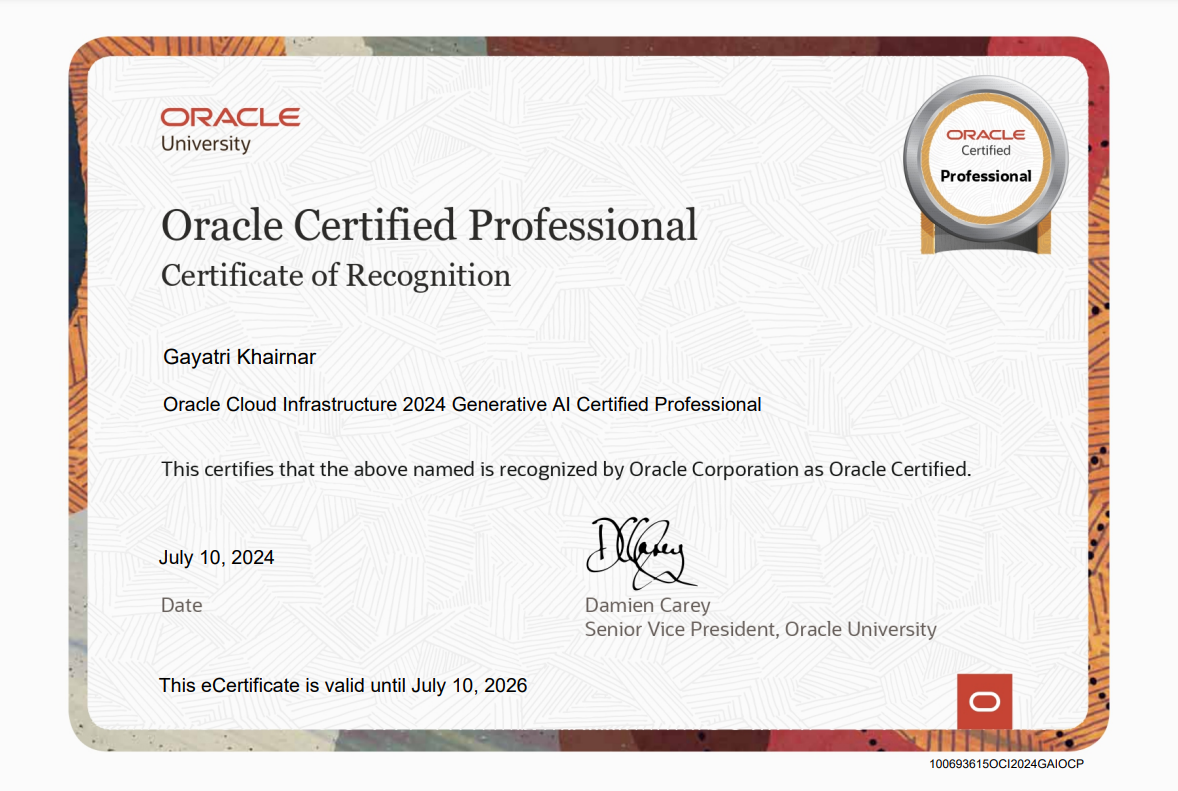 ORACLE
University
ORACLE
Certified
Professional
Oracle Certified Professional
Certificate of Recognition
Gayatri Khairnar
Oracle Cloud Infrastructure 2024 Generative AI Certified Professional
This certifies that the above named is recognized by Oracle Corporation as Oracle Certified.
July 10, 2024
Date
DCCarey
Damien Carey
Senior Vice President, Oracle University
This eCertificate is valid until July 10, 2026
100693615OCI2024GAIOCP